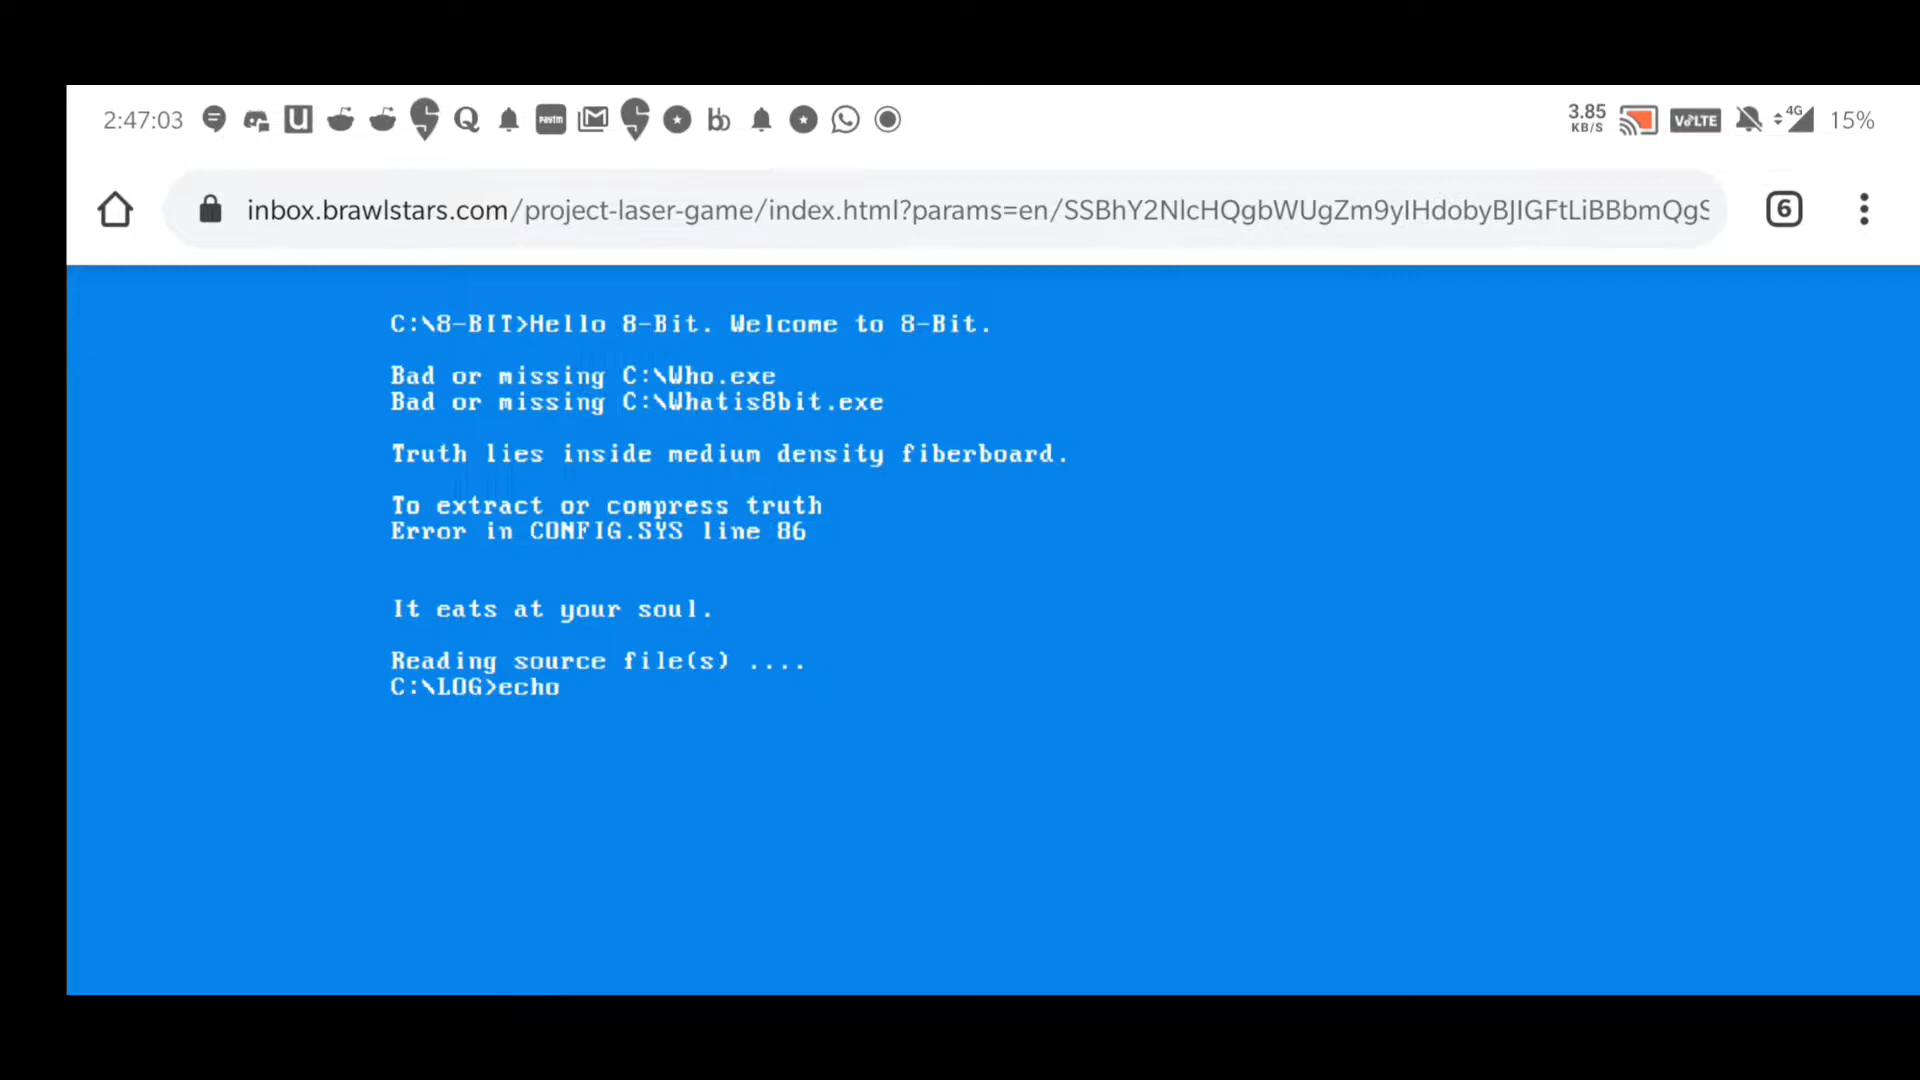 2:47:03 U Q paytm 3.85 KB/S VoLTE 4G 15%
inbox.brawlstars.com/project-laser-game/index.html?params=en/SSBhY2NlcHQgbWUgZm9yIHdobyBJIGFtLiBBbmQgS 6
C:\8-BIT>Hello 8-Bit. Welcome to 8-Bit.
Bad or missing C:\Who.exe
Bad or missing C:\Whatis8bit.exe
Truth lies inside medium density fiberboard.
To extract or compress truth
Error in CONFIG.SYS line 86
It eats at your soul.
Reading source file(s) ....
C:\LOG>echo